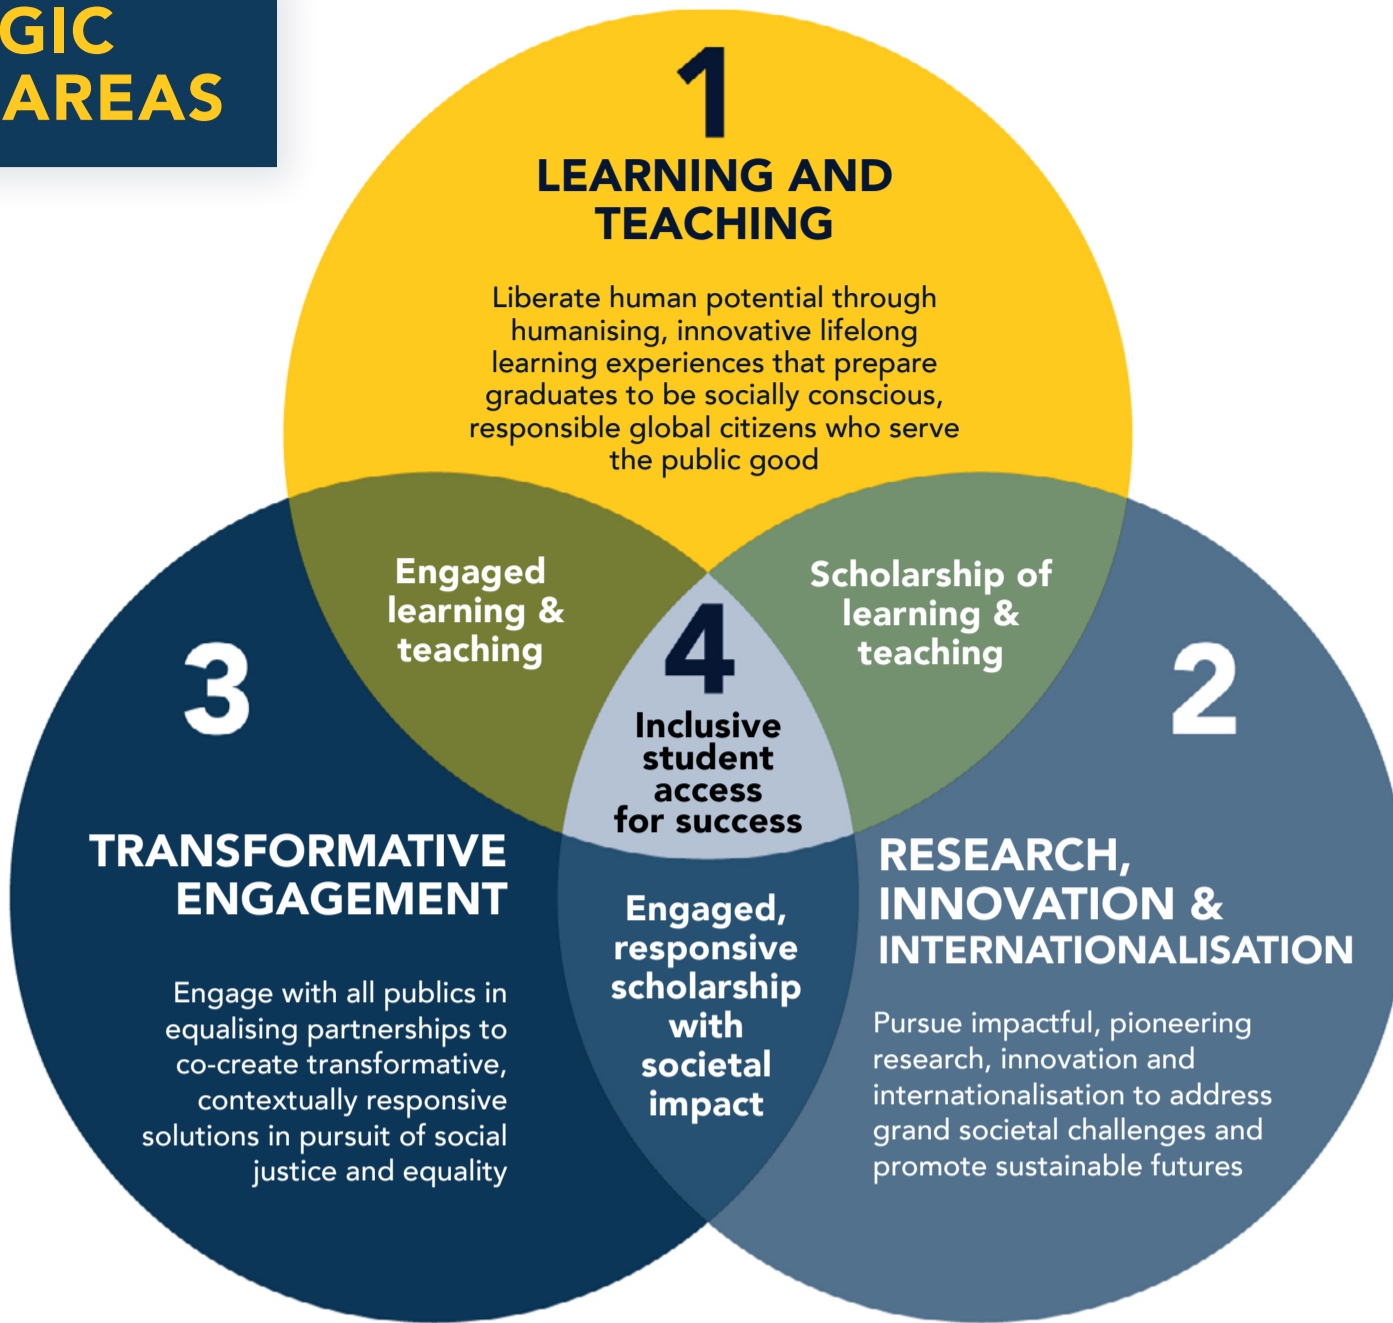 GIC
AREAS
1
LEARNING AND
TEACHING
Liberate human potential through
humanising, innovative lifelong
learning experiences that prepare
graduates to be socially conscious,
responsible global citizens who serve
the public good
Engaged
learning &
teaching
Scholarship of
learning &
teaching
4
Inclusive
student
access
for success
3
TRANSFORMATIVE
ENGAGEMENT
Engage with all publics in
equalising partnerships to
co-create transformative,
contextually responsive
solutions in pursuit of social
justice and equality
Engaged,
responsive
scholarship
with
societal
impact
2
RESEARCH,
INNOVATION &
INTERNATIONALISATION
Pursue impactful, pioneering
research, innovation and
internationalisation to address
grand societal challenges and
promote sustainable futures